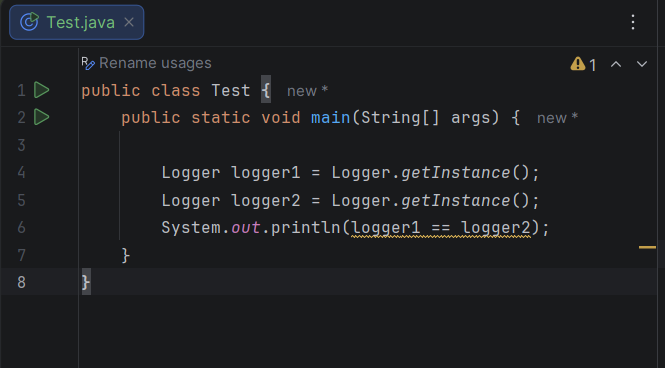 Test.java
Rename usages
1
1 public class Test { new *
2 public static void main(String[] args) { new *
3
4 Logger logger1 = Logger.getInstance();
5 Logger logger2 = Logger.getInstance();
6 System.out.println(logger1 == logger2);
7 }
8 }